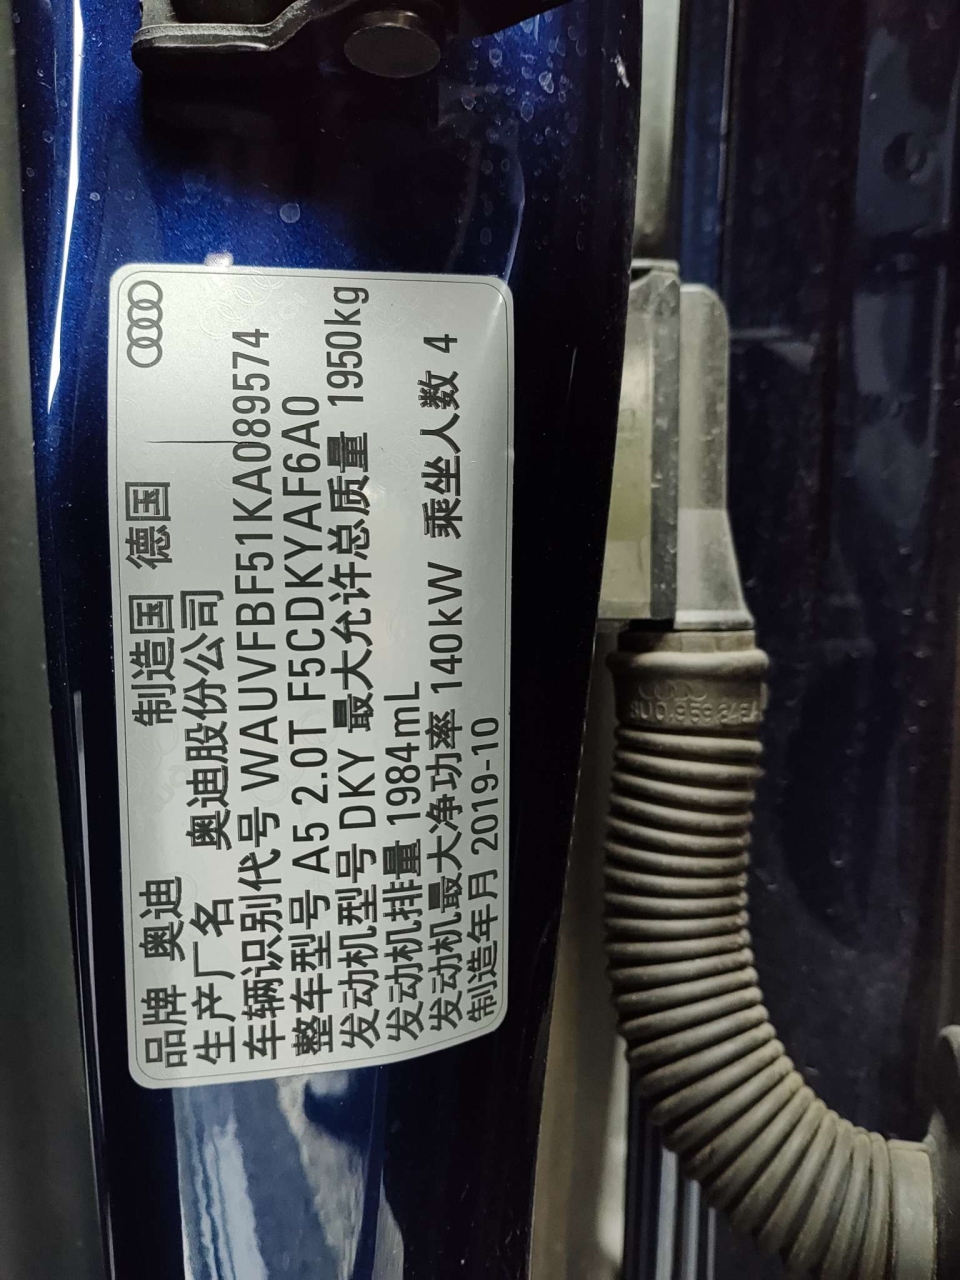 品牌 奥迪 制造国 德国
生产厂名 奥迪股份公司
车辆识别代号 WAUVFBF51KA089574
整车型号 A5 2.0T F5CDKYAF6A0
发动机型号 DKY 最大允许总质量 1950kg
发动机排量 1984mL
发动机最大净功率 140kW 乘坐人数 4
制造年月 2019-10